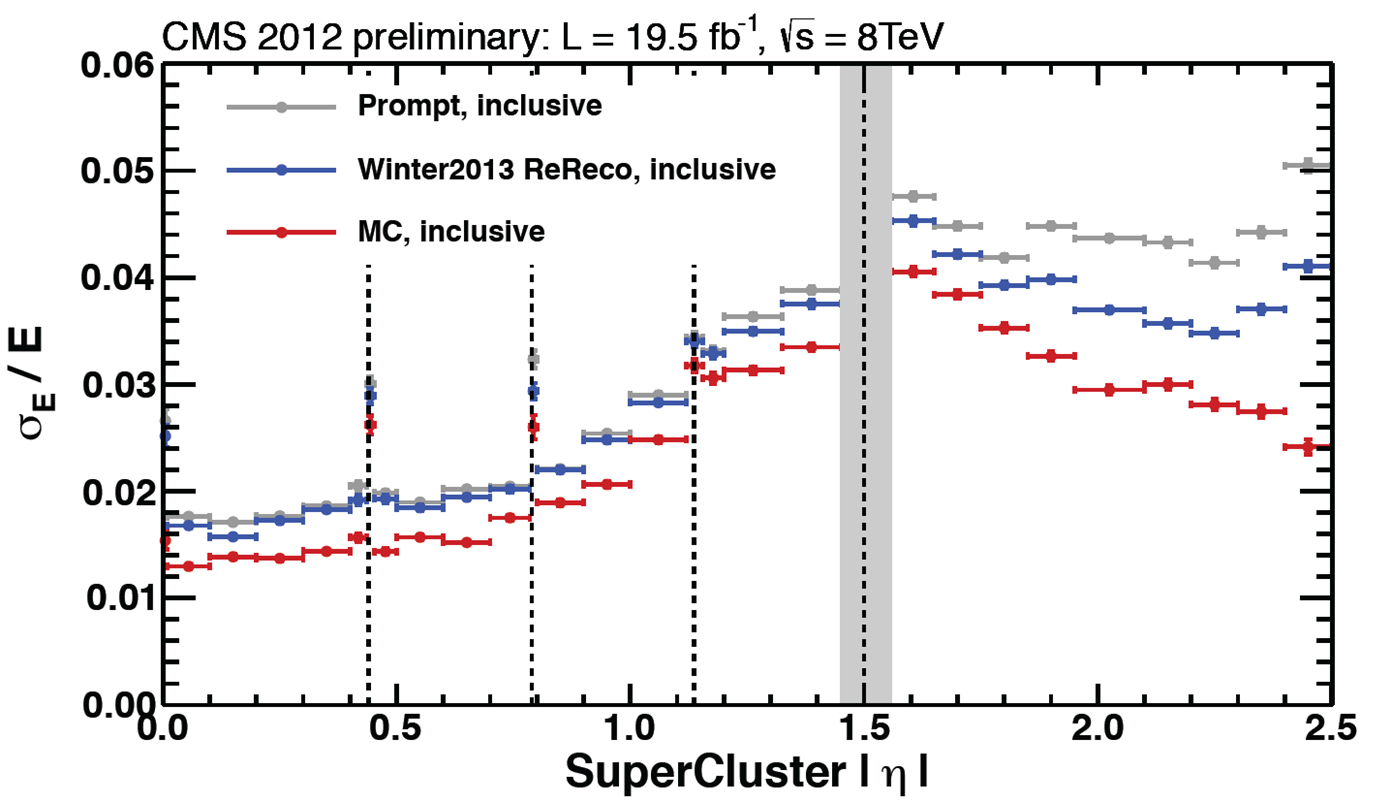 CMS 2012 preliminary: L = 19.5 fb⁻¹, √s = 8TeV
0.06
Prompt, inclusive
0.05
Winter2013 ReReco, inclusive
MC, inclusive
0.04
σE / E
0.03
0.02
0.01
0.00
0.0 0.5 1.0 1.5 2.0 2.5
SuperCluster | η |